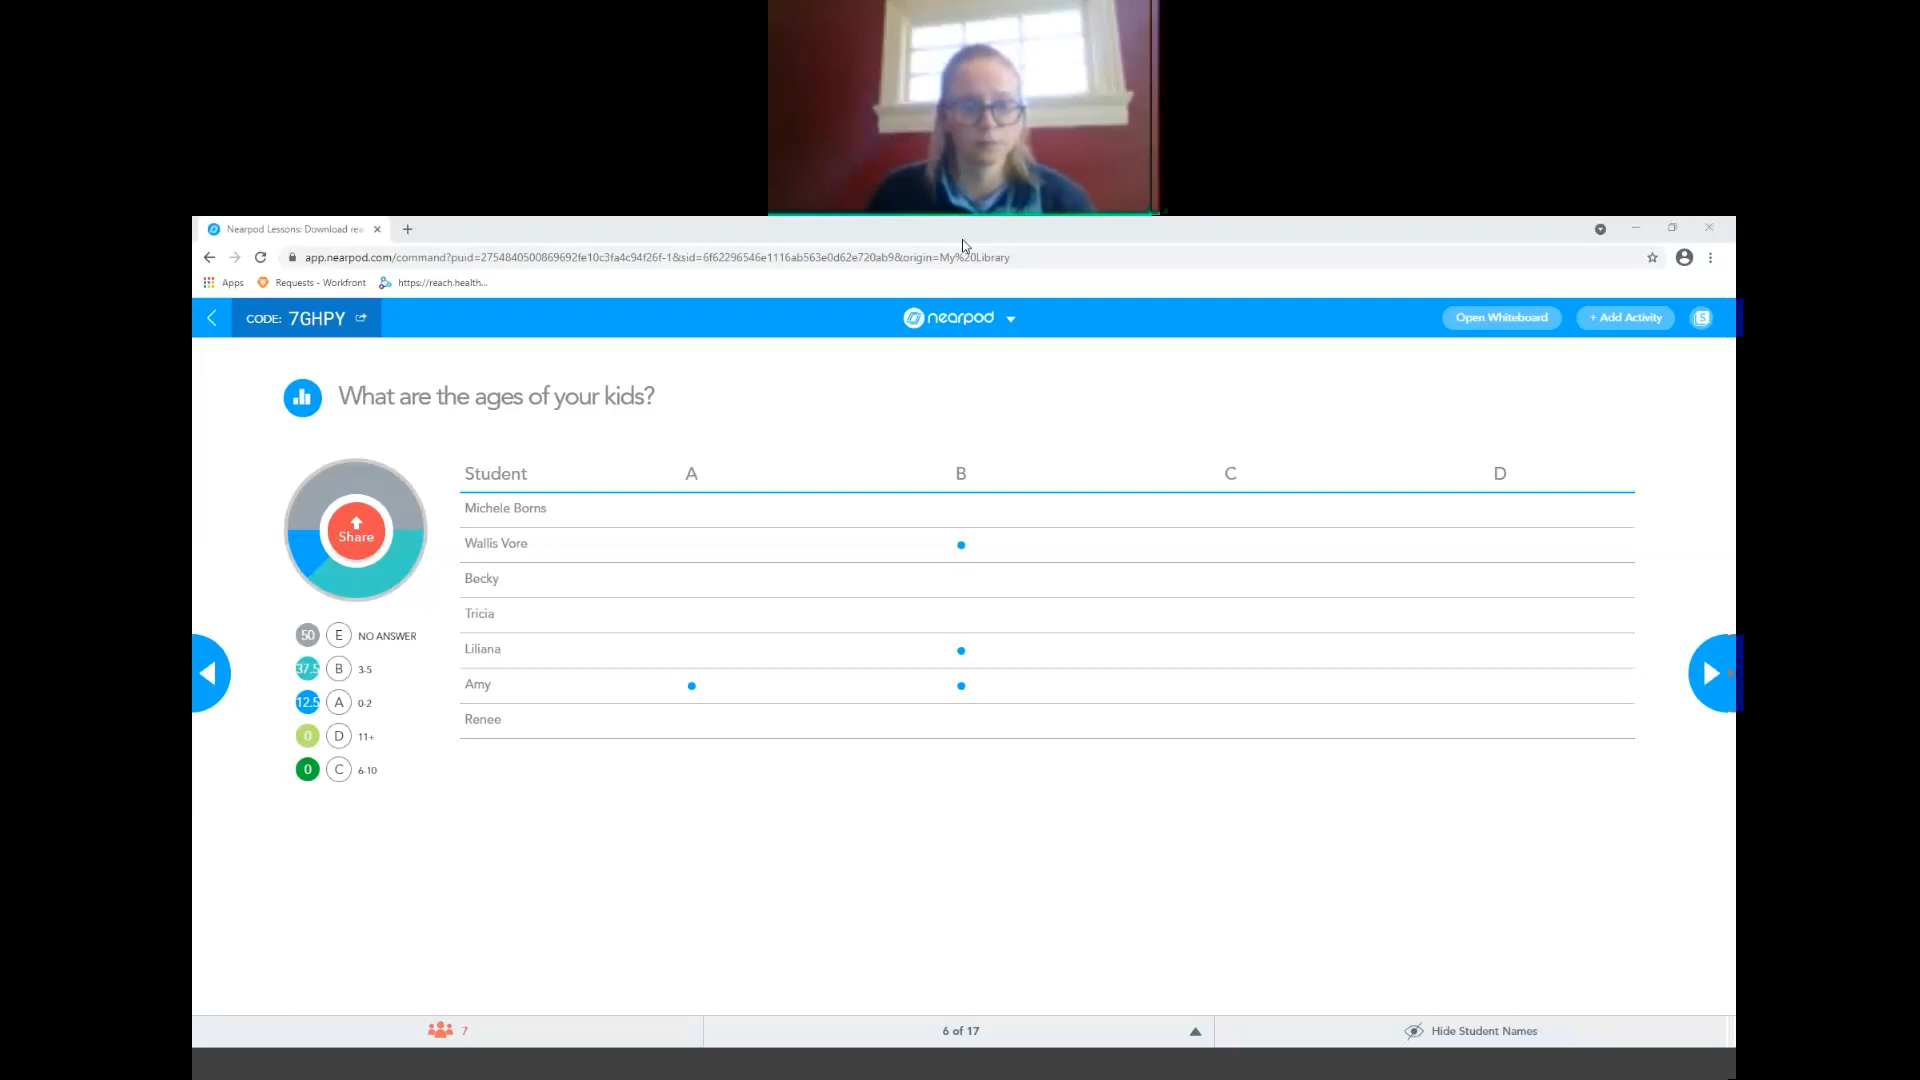 Nearpod Lessons: Download rea
app.nearpod.com/command?puid=2754840500869692fe10c3fa4c94f26f-1&sid=6f62296546e1116ab563e0d62e720ab9&origin=My%20Library
Apps Requests - Workfront https://reach.health...
CODE: 7GHPY nearpod Open Whiteboard + Add Activity S
What are the ages of your kids?
Student A B C D
Michele Borns
Wallis Vore
Becky
Tricia
Liliana
Amy
Renee
Share
50 E NO ANSWER
37.5 B 3-5
12.5 A 0-2
0 D 11+
0 C 6-10
7 6 of 17 Hide Student Names